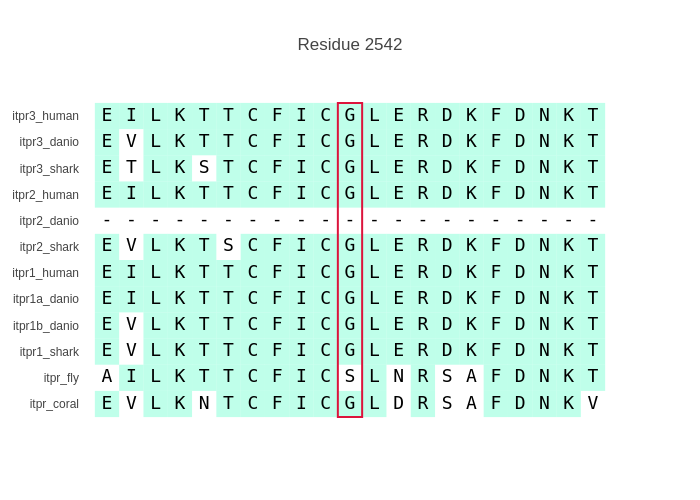 Residue 2542
itpr3_human E I L K T T C F I C G L E R D K F D N K T
itpr3_danio E V L K T T C F I C G L E R D K F D N K T
itpr3_shark E T L K S T C F I C G L E R D K F D N K T
itpr2_human E I L K T T C F I C G L E R D K F D N K T
itpr2_danio - - - - - - - - - - - - - - - - - - - - -
itpr2_shark E V L K T S C F I C G L E R D K F D N K T
itpr1_human E I L K T T C F I C G L E R D K F D N K T
itpr1a_danio E I L K T T C F I C G L E R D K F D N K T
itpr1b_danio E V L K T T C F I C G L E R D K F D N K T
itpr1_shark E V L K T T C F I C G L E R D K F D N K T
itpr_fly A I L K T T C F I C S L N R S A F D N K T
itpr_coral E V L K N T C F I C G L D R S A F D N K V